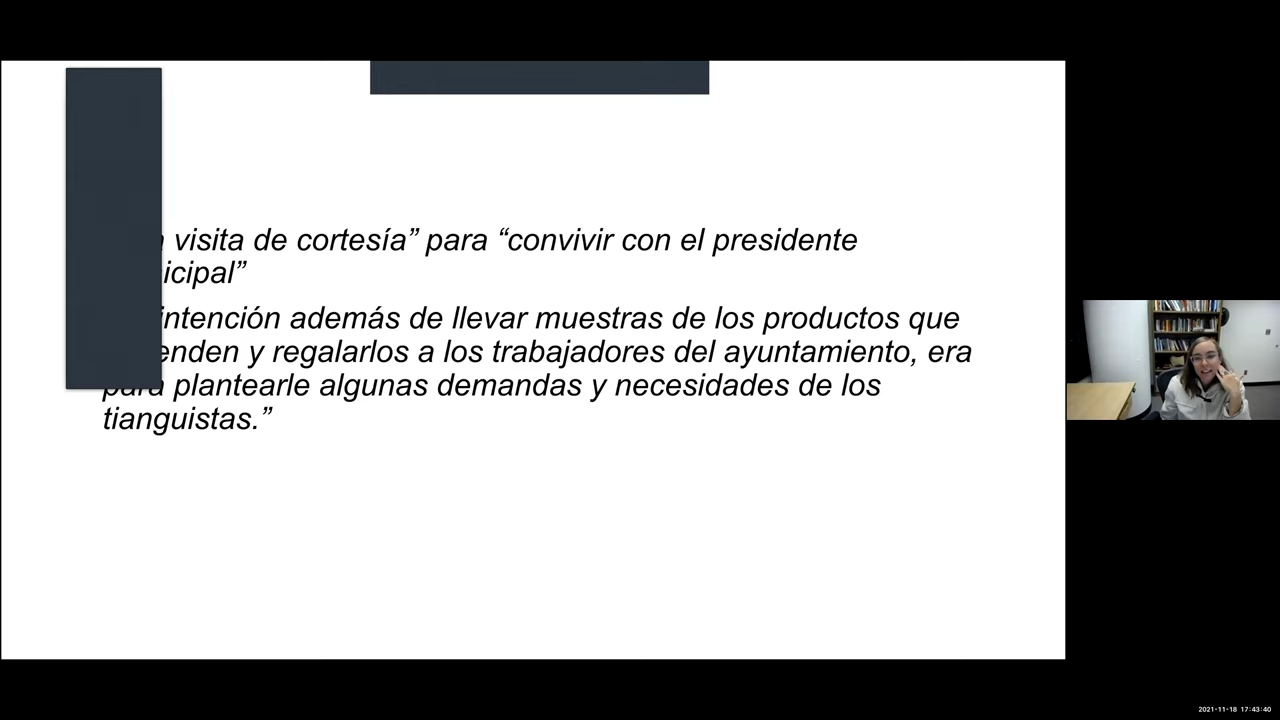 visita de cortesía” para “convivir con el presidente
icipal”
intención además de llevar muestras de los productos que
enden y regalarlos a los trabajadores del ayuntamiento, era
para plantearle algunas demandas y necesidades de los
tianguistas.”
2021-11-18 17:43:40